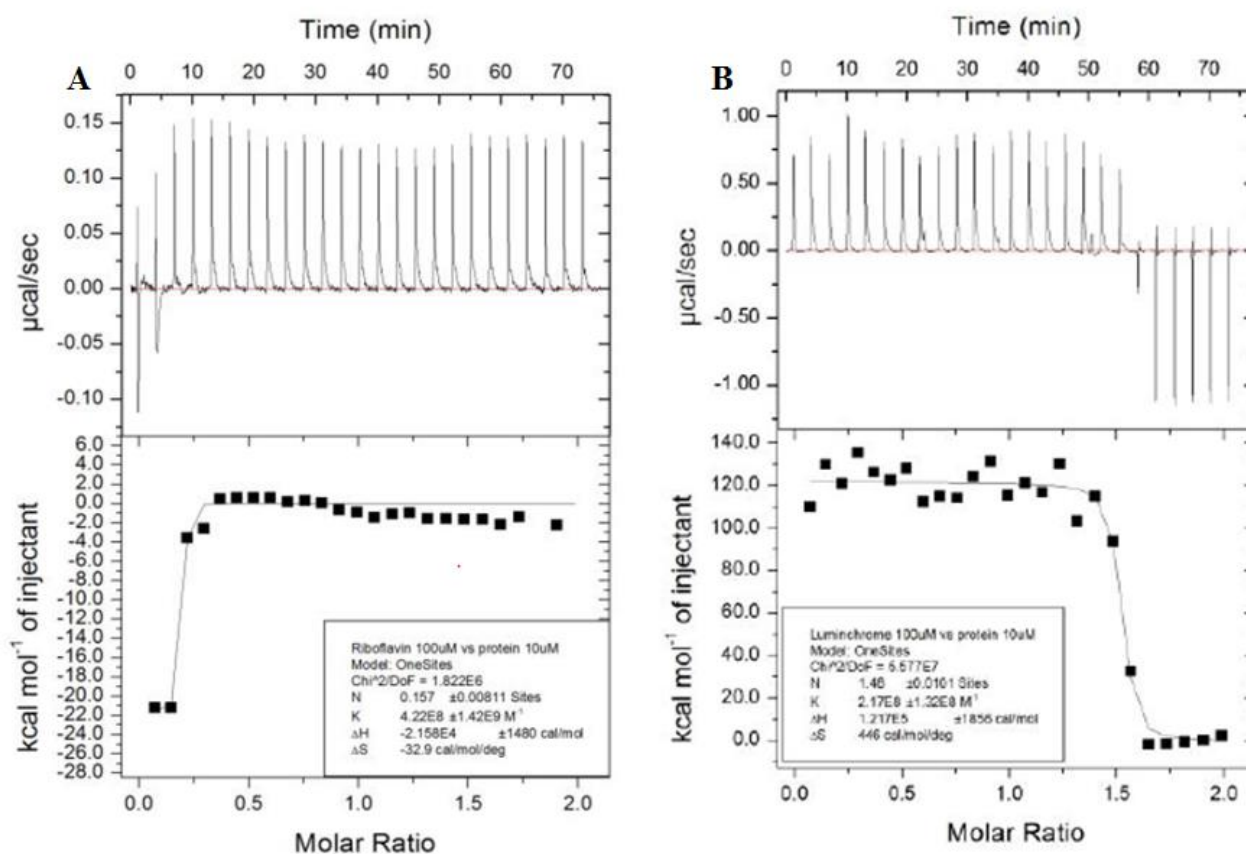 A
Time (min)
0 10 20 30 40 50 60 70
0.15
0.10
0.05
0.00
-0.05
-0.10
µcal/sec
6.0
4.0
2.0
0.0
-2.0
-4.0
-6.0
-8.0
-10.0
-12.0
-14.0
-16.0
-18.0
-20.0
-22.0
-24.0
-26.0
-28.0
kcal mol⁻¹ of injectant
Riboflavin 100uM vs protein 10uM
Model: OneSites
Chi^2/DoF = 1.822E6
N 0.157 ±0.00811 Sites
K 4.22E8 ±1.42E9 M⁻¹
ΔH -2.158E4 ±1480 cal/mol
ΔS -32.9 cal/mol/deg
0.0 0.5 1.0 1.5 2.0
Molar Ratio
B
Time (min)
0 10 20 30 40 50 60 70
1.00
0.50
0.00
-0.50
-1.00
µcal/sec
140.0
120.0
100.0
80.0
60.0
40.0
20.0
0.0
kcal mol⁻¹ of injectant
Luminchrome 100uM vs protein 10uM
Model: OneSites
Chi^2/DoF = 5.577E7
N 1.46 ±0.0101 Sites
K 2.17E8 ±1.32E8 M⁻¹
ΔH 1.217E5 ±1856 cal/mol
ΔS 446 cal/mol/deg
0.0 0.5 1.0 1.5 2.0
Molar Ratio